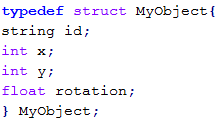 typedef struct MyObject{
string id;
int x;
int y;
float rotation;
} MyObject;